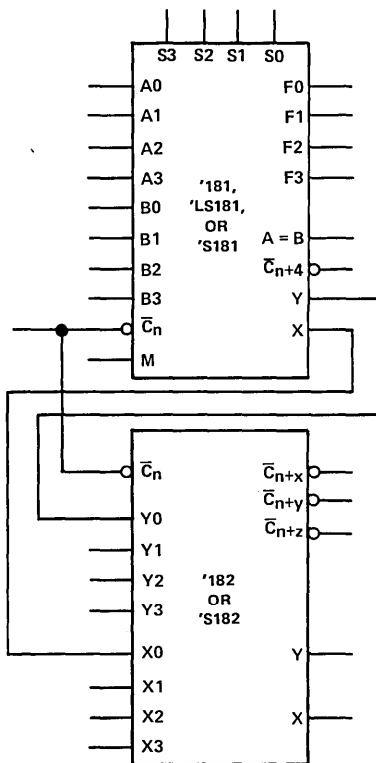 S3 S2 S1 S0
A0 F0
A1 F1
A2 F2
A3 F3
B0
B1
B2
B3
'181,
'LS181,
OR
'S181
A = B
C̅n+4
Y
X
C̅n
M
C̅n
Y0
Y1
Y2
Y3
X0
X1
X2
X3
'182
OR
'S182
C̅n+x
C̅n+y
C̅n+z
Y
X